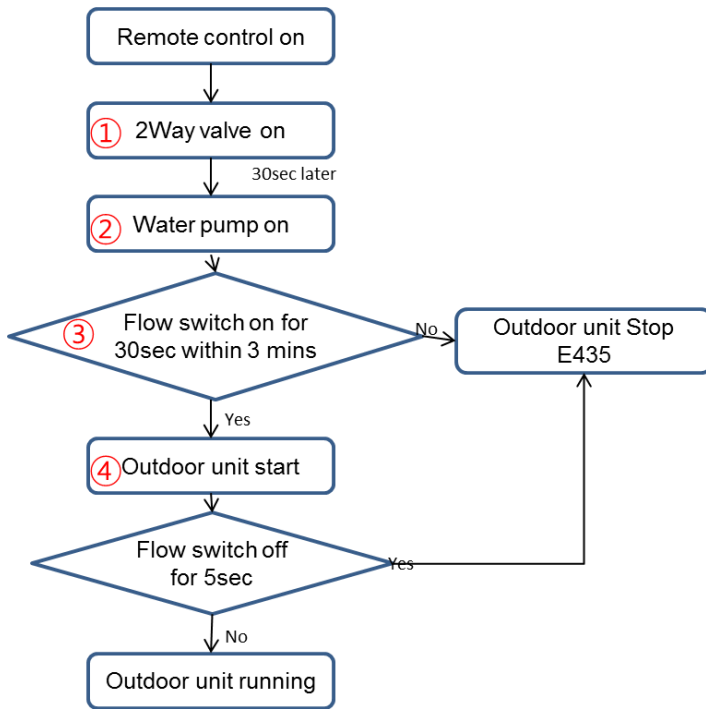 Remote control on
① 2Way valve on
30sec later
② Water pump on
③ Flow switch on for
30sec within 3 mins
No
Outdoor unit Stop
E435
Yes
④ Outdoor unit start
Flow switch off
for 5sec
Yes
No
Outdoor unit running